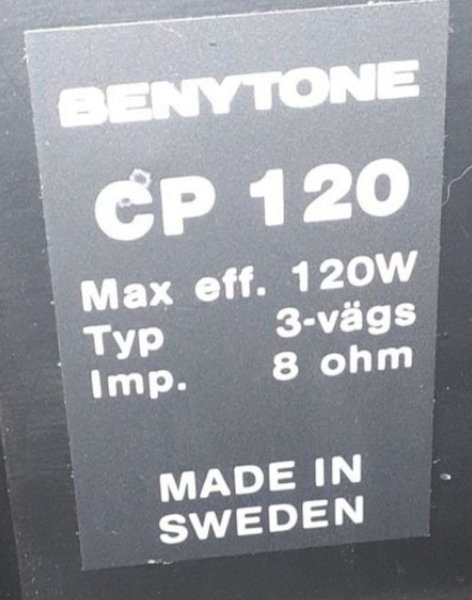 BENYTONE
CP 120
Max eff. 120W
Typ 3-vägs
Imp. 8 ohm
MADE IN
SWEDEN